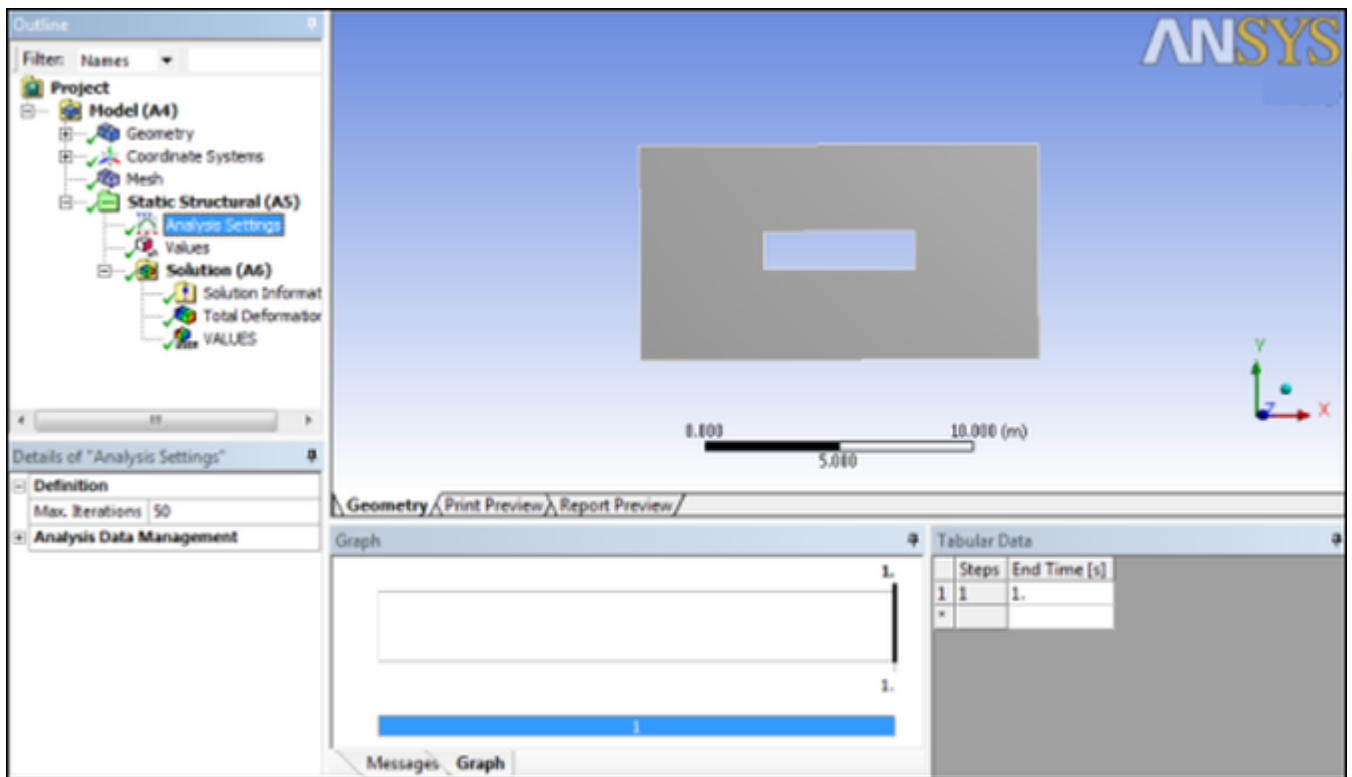 Outline
Filter: Names
Project
Model (A4)
Geometry
Coordinate Systems
Mesh
Static Structural (A5)
Analysis Settings
Values
Solution (A6)
Solution Informat
Total Deformation
VALUES
Details of "Analysis Settings"
Definition
Max. Iterations 50
Analysis Data Management
ANSYS
Y
Z
X
0.000 10.000 (m)
5.000
Geometry Print Preview Report Preview
Graph
1.
1.
1
Messages Graph
Tabular Data
Steps End Time [s]
1 1 1.
*